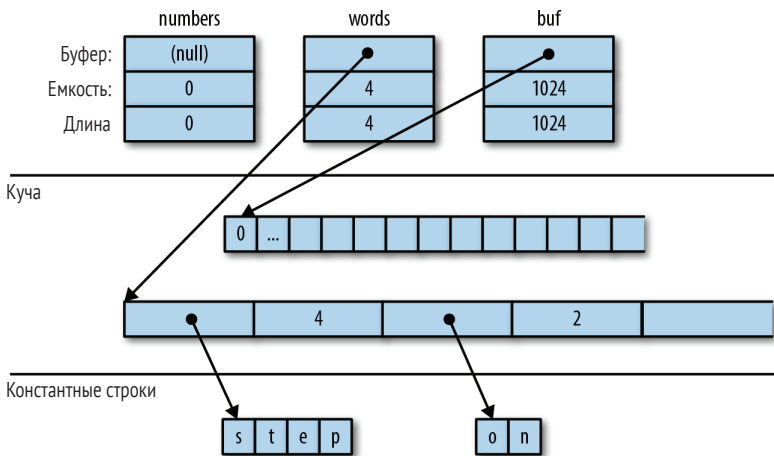 numbers words buf
Буфер: (null)
Емкость: 0 4 1024
Длина 0 4 1024
Куча
0 ...
4 2
Константные строки
s t e p o n